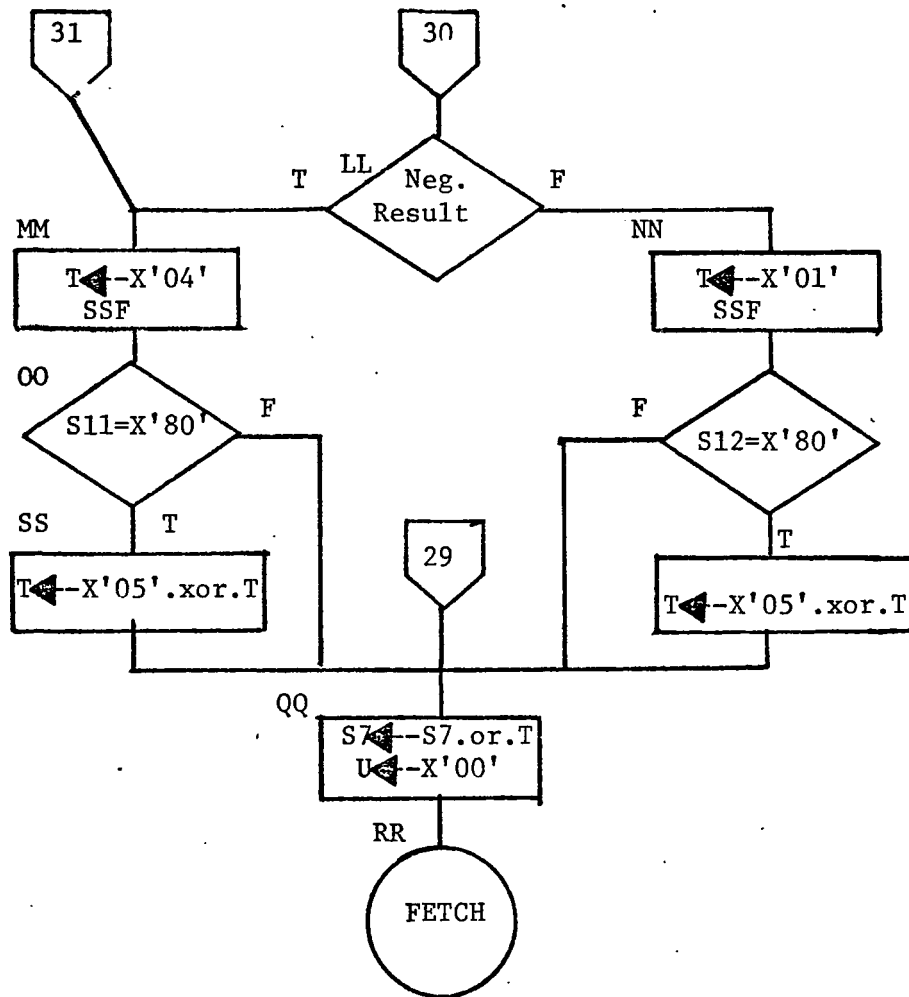 31
30
T
LL
Neg.
Result
F
MM
NN
T◄--X'04'
SSF
T◄--X'01'
SSF
OO
S11=X'80'
F
F
S12=X'80'
SS
T
T
29
T◄--X'05'.xor.T
T◄--X'05'.xor.T
QQ
S7◄--S7.or.T
U◄--X'00'
RR
FETCH